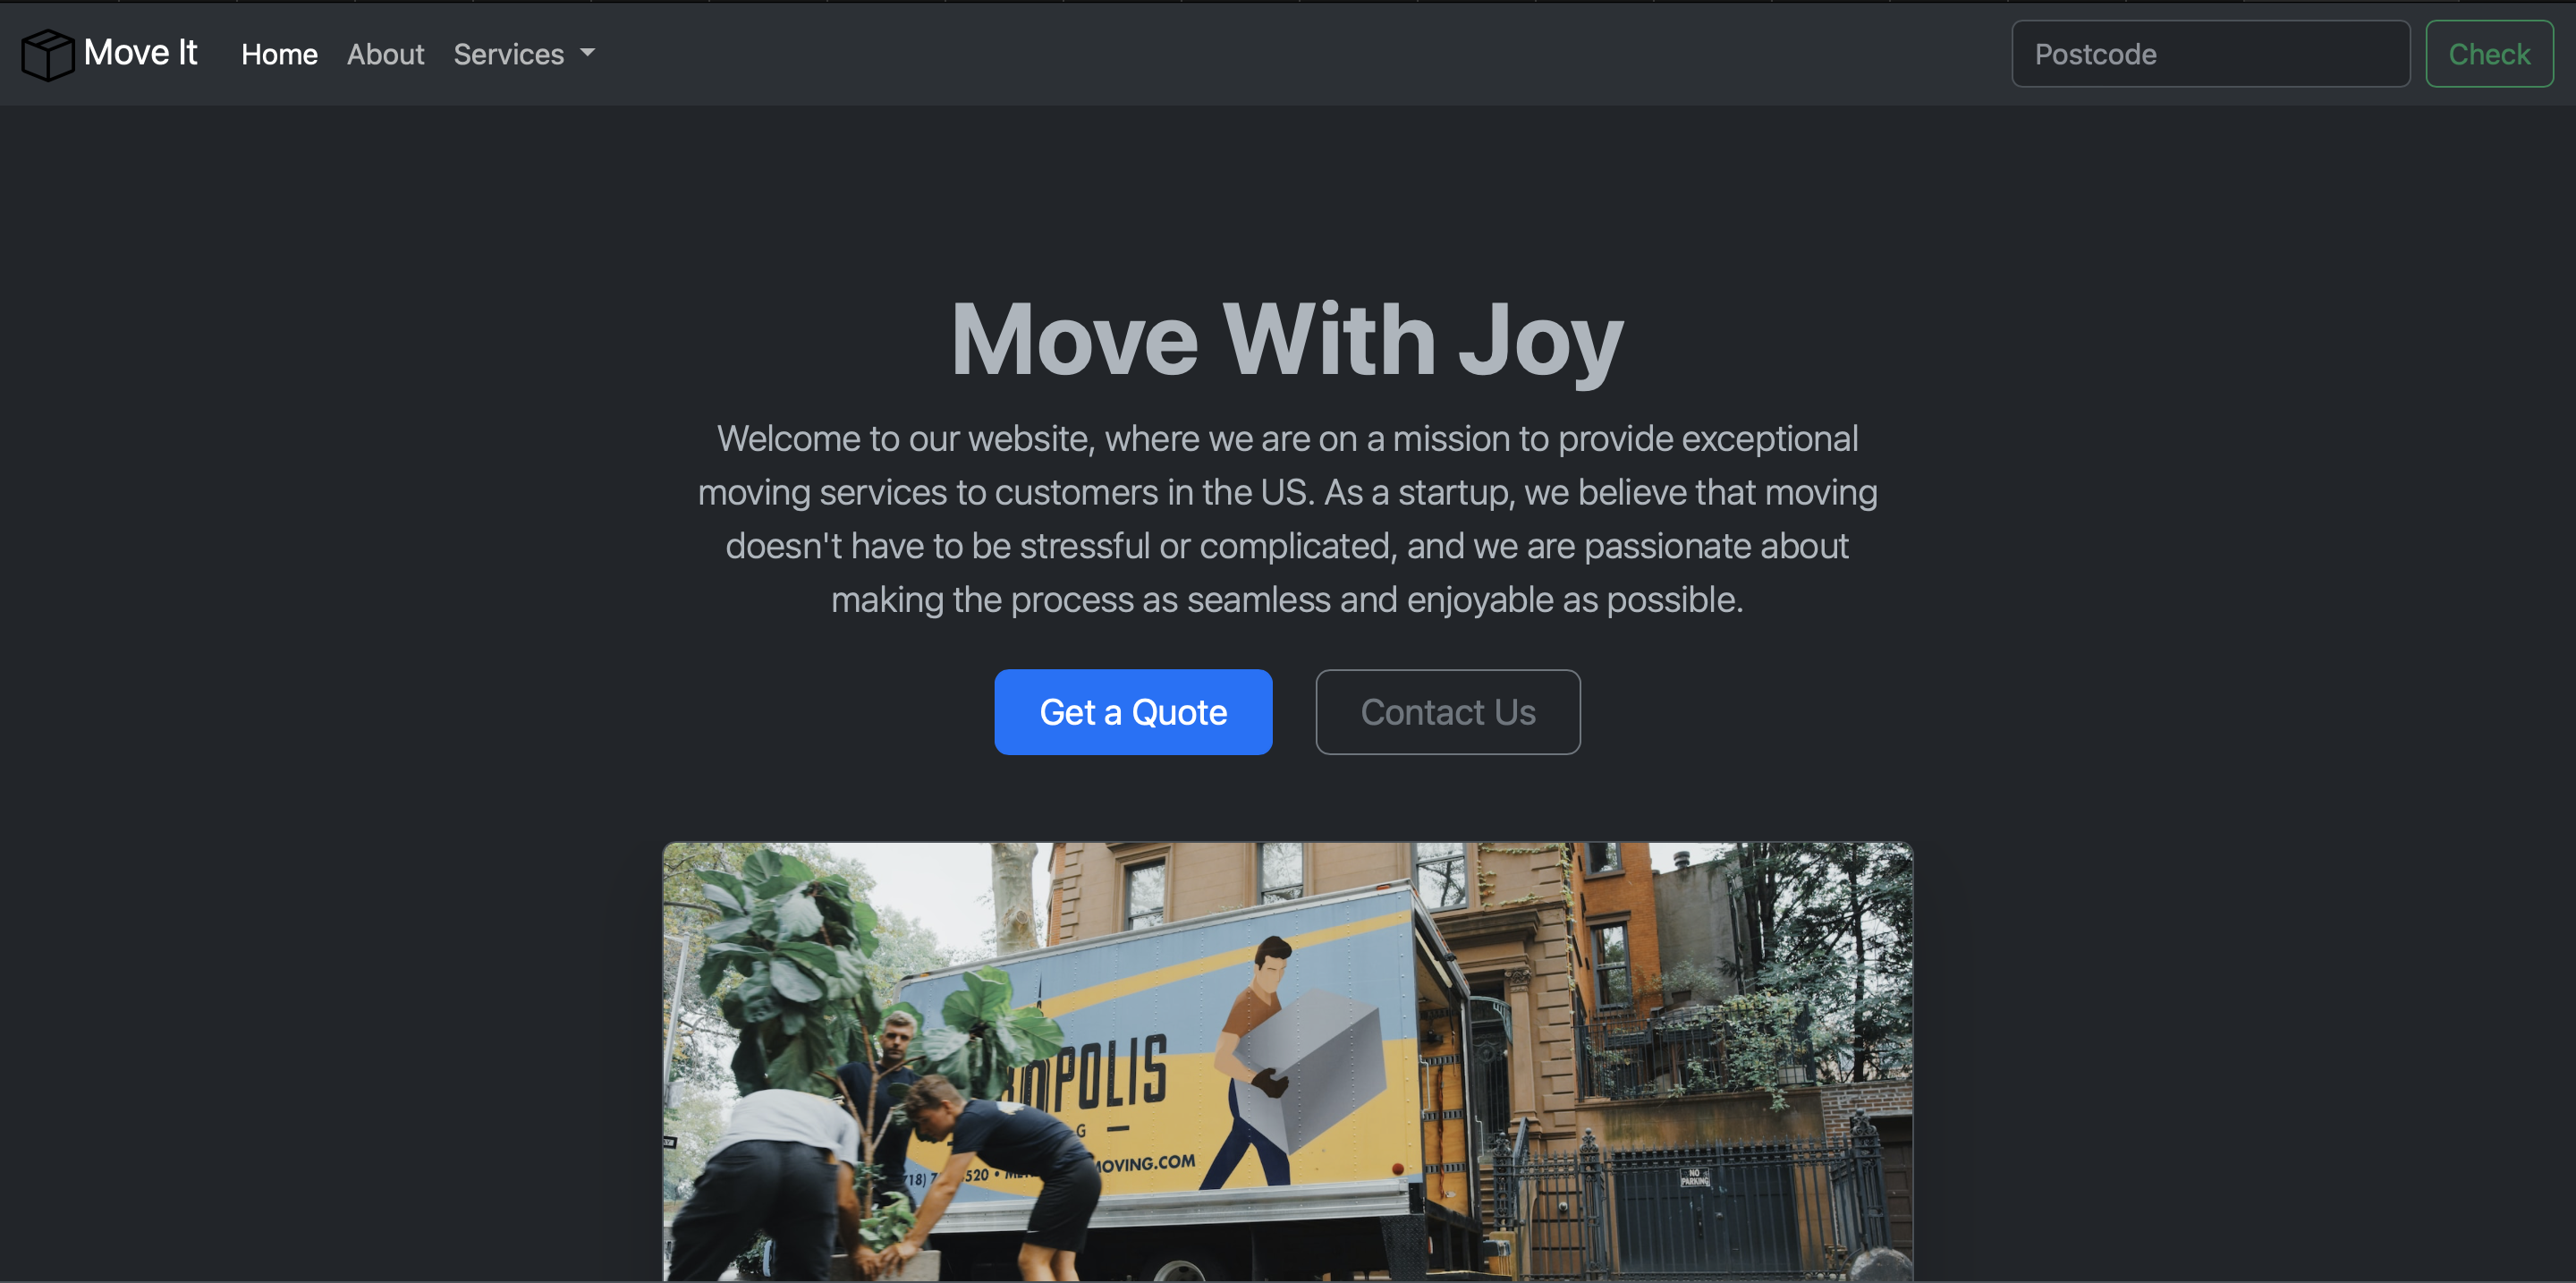 Move It
Home
About
Services
Postcode
Check
Move With Joy
Welcome to our website, where we are on a mission to provide exceptional
moving services to customers in the US. As a startup, we believe that moving
doesn't have to be stressful or complicated, and we are passionate about
making the process as seamless and enjoyable as possible.
Get a Quote
Contact Us
POLIS
G —
520 •
MOVING.COM
NO
PARKING